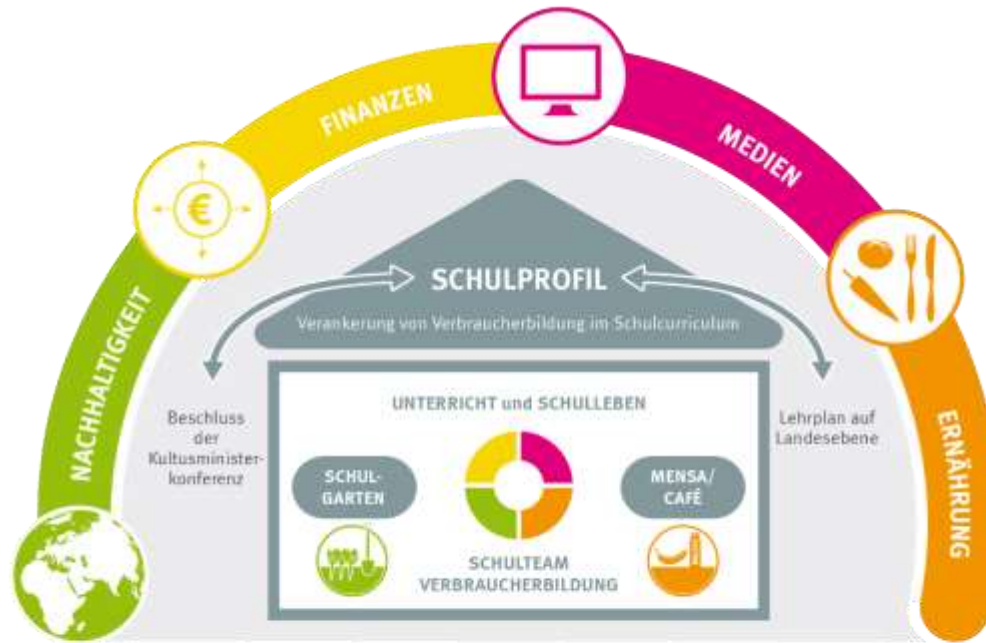 NACHHALTIGKEIT
€
FINANZEN
MEDIEN
ERNÄHRUNG
SCHULPROFIL
Verankerung von Verbraucherbildung im Schulcurriculum
Beschluss
der
Kultusminister-
konferenz
Lehrplan auf
Landesebene
UNTERRICHT und SCHULLEBEN
SCHUL-
GARTEN
MENSA/
CAFÉ
SCHULTEAM
VERBRAUCHERBILDUNG